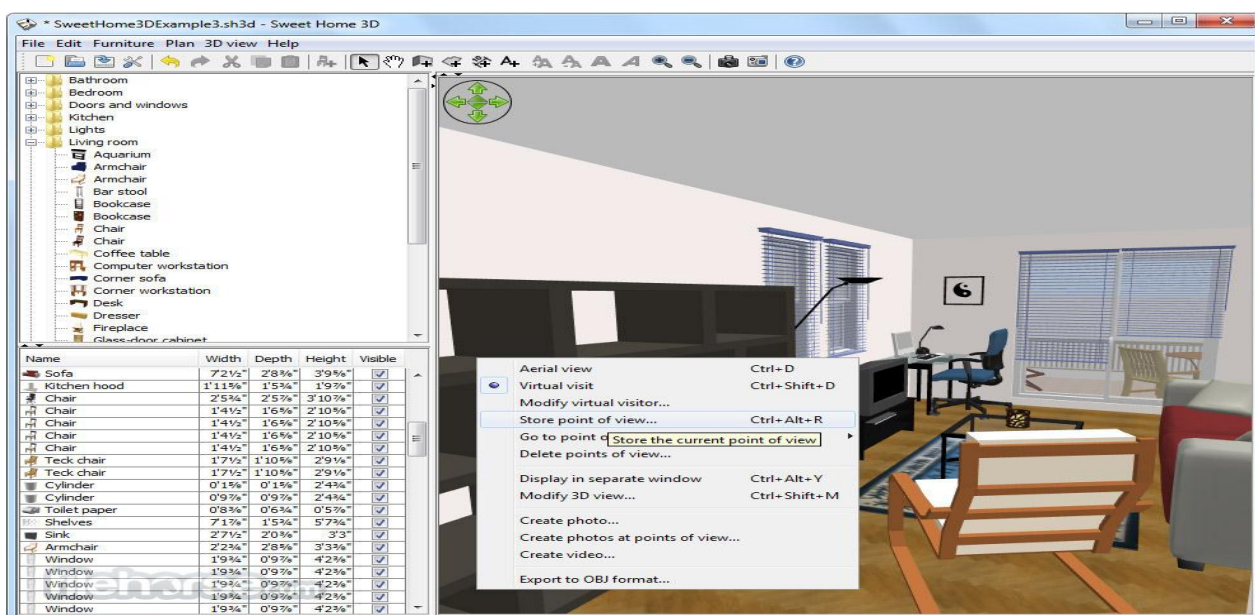 * SweetHome3DExample3.sh3d - Sweet Home 3D
File Edit Furniture Plan 3D view Help
Bathroom
Bedroom
Doors and windows
Kitchen
Lights
Living room
Aquarium
Armchair
Armchair
Bar stool
Bookcase
Bookcase
Chair
Chair
Coffee table
Computer workstation
Corner sofa
Corner workstation
Desk
Dresser
Fireplace
Glass-door cabinet
Name Width Depth Height Visible
Sofa 7'2½" 2'8⅜" 3'9⅝"
Kitchen hood 1'11⅝" 1'5¾" 1'9⅞"
Chair 2'5¾" 2'5⅞" 3'10⅞"
Chair 1'4½" 1'6⅝" 2'10⅝"
Chair 1'4½" 1'6⅝" 2'10⅝"
Chair 1'4½" 1'6⅝" 2'10⅝"
Chair 1'4½" 1'6⅝" 2'10⅝"
Teck chair 1'7½" 1'10⅝" 2'9⅛"
Teck chair 1'7½" 1'10⅝" 2'9⅛"
Cylinder 0'1⅝" 0'1⅝" 2'4¾"
Cylinder 0'9⅞" 0'9⅞" 2'4¾"
Toilet paper 0'8⅜" 0'6¾" 0'5⅞"
Shelves 7'1⅞" 1'5¾" 5'7¾"
Sink 2'7½" 2'0⅜" 3'3"
Armchair 2'2¾" 2'8⅝" 3'3⅜"
Window 1'9¾" 0'9⅞" 4'2⅜"
Window 1'9¾" 0'9⅞" 4'2⅜"
Window 1'9¾" 0'9⅞" 4'2⅜"
Window 1'9¾" 0'9⅞" 4'2⅜"
Window 1'9¾" 0'9⅞" 4'2⅜"
Aerial view Ctrl+D
Virtual visit Ctrl+Shift+D
Modify virtual visitor...
Store point of view... Ctrl+Alt+R
Go to point o
Store the current point of view
Delete points of view...
Display in separate window Ctrl+Alt+Y
Modify 3D view... Ctrl+Shift+M
Create photo...
Create photos at points of view...
Create video...
Export to OBJ format...